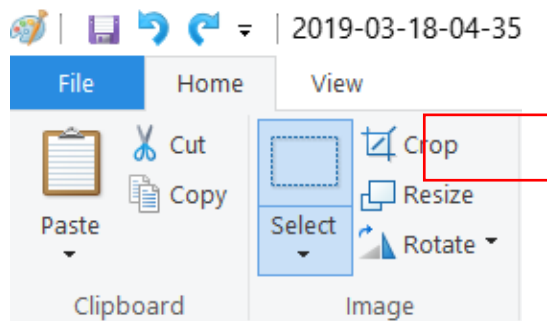 2019-03-18-04-35
File Home View
Cut
Crop
Copy
Resize
Paste
Select
Rotate
Clipboard
Image